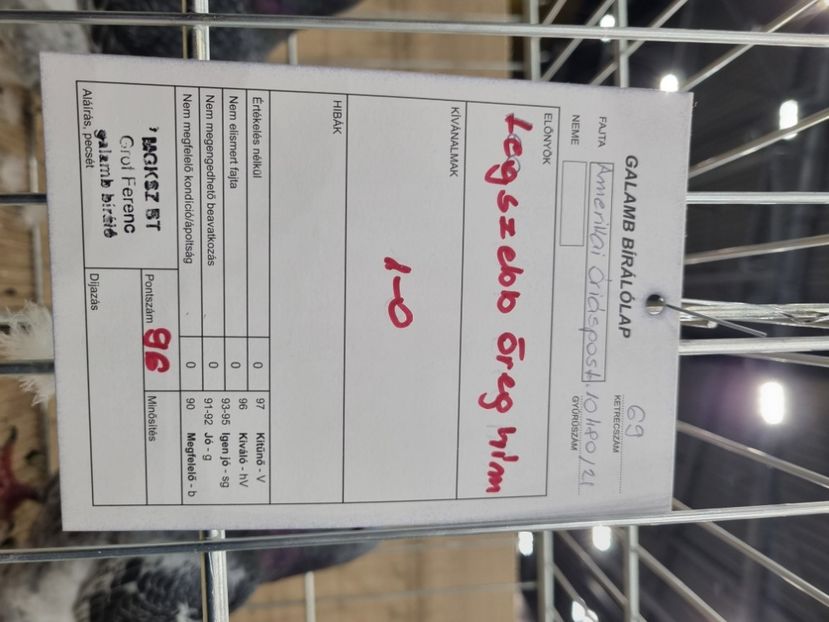 GALAMB BÍRÁLÓLAP
69
KETRECSZÁM
FAJTA Amerikai Óriásposta 10/180/21
NEME GYŰRŰSZÁM
ELŐNYÖK
Legszebb Öreg hím
KÍVÁNALMAK
1-0
HIBÁK
Értékelés nélkül 0 97 Kitűnő - V
Nem elismert fajta 0 96 Kiváló - hV
Nem megengedhető beavatkozás 0 93-95 Igen jó - sg
Nem megfelelő kondíció/ápoltság 0 91-92 Jó - g
90 Megfelelő - b
Pontszám 96 Minősítés
Grof Ferenc
galamb bíráló
Aláírás, pecsét
Díjazás